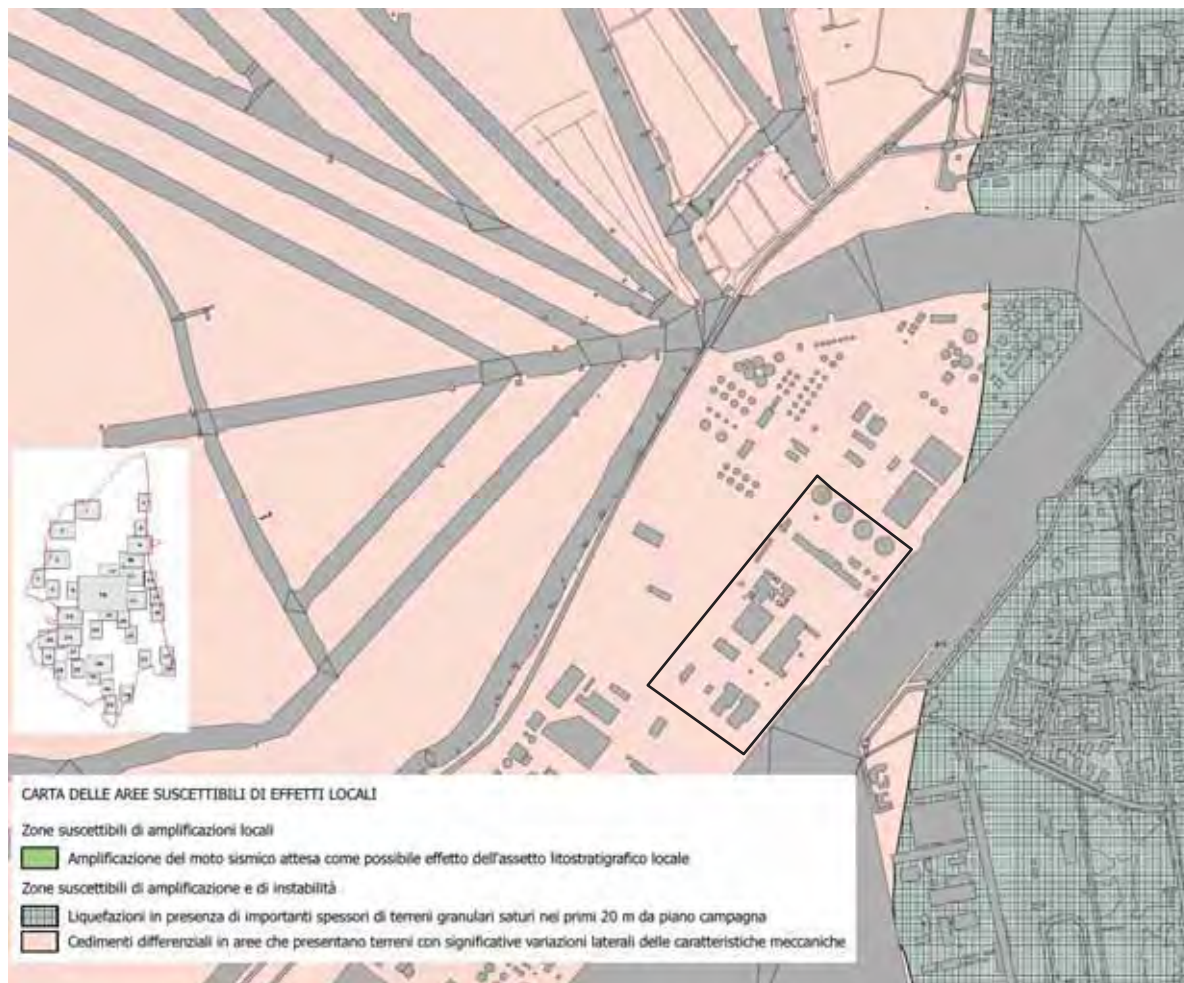 CARTA DELLE AREE SUSCETTIBILI DI EFFETTI LOCALI
Zone suscettibili di amplificazioni locali
Amplificazione del moto sismico attesa come possibile effetto dell'assetto litostratigrafico locale
Zone suscettibili di amplificazione e di instabilità
Liquefazioni in presenza di importanti spessori di terreni granulari saturi nei primi 20 m da piano campagna
Cedimenti differenziali in aree che presentano terreni con significative variazioni laterali delle caratteristiche meccaniche